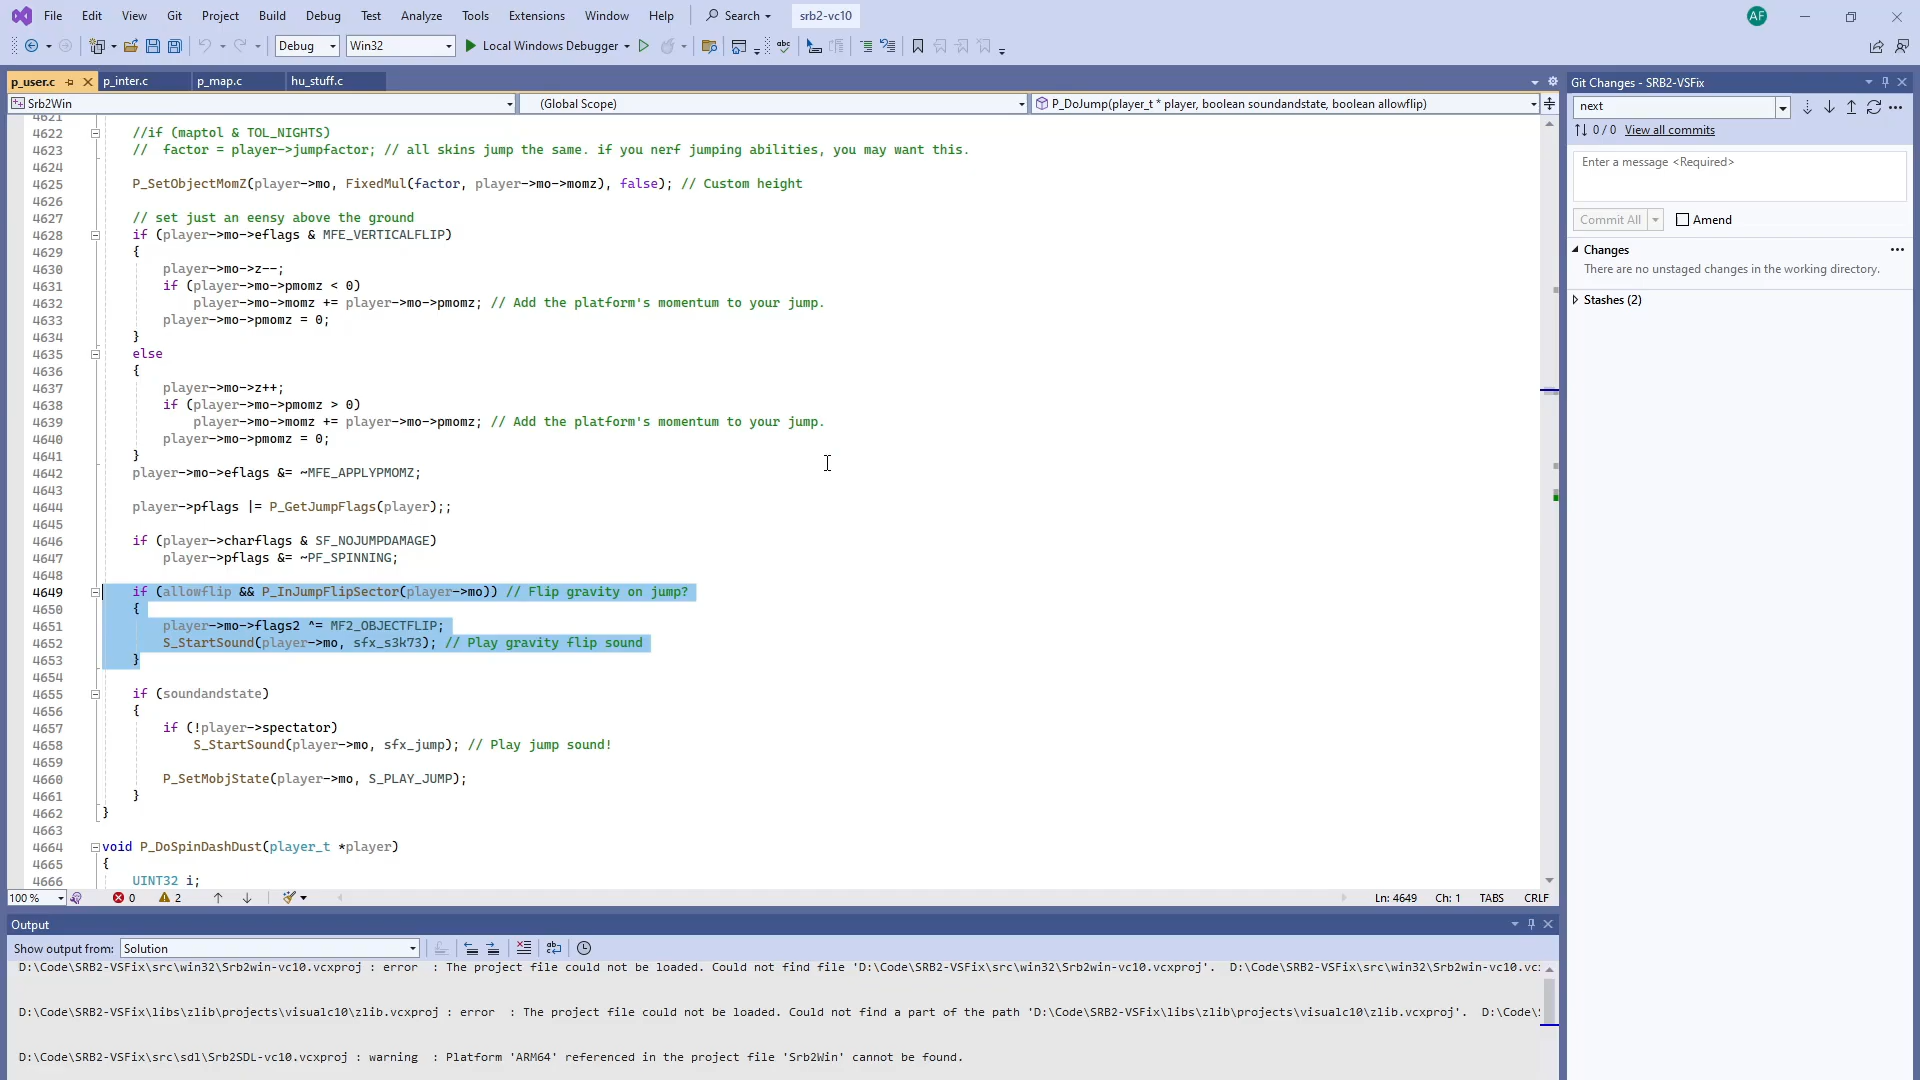 File Edit View Git Project Build Debug Test Analyze Tools Extensions Window Help Search srb2-vc10 AF
Debug Win32 Local Windows Debugger
p_user.c p_inter.c p_map.c hu_stuff.c
Srb2Win (Global Scope) P_DoJump(player_t * player, boolean soundandstate, boolean allowflip)
4621
4622 //if (maptol & TOL_NIGHTS)
4623 //  factor = player->jumpfactor; // all skins jump the same. if you nerf jumping abilities, you may want this.
4624
4625 P_SetObjectMomZ(player->mo, FixedMul(factor, player->mo->momz), false); // Custom height
4626
4627 // set just an eensy above the ground
4628 if (player->mo->eflags & MFE_VERTICALFLIP)
4629 {
4630 player->mo->z--;
4631 if (player->mo->pmomz < 0)
4632 player->mo->momz += player->mo->pmomz; // Add the platform's momentum to your jump.
4633 player->mo->pmomz = 0;
4634 }
4635 else
4636 {
4637 player->mo->z++;
4638 if (player->mo->pmomz > 0)
4639 player->mo->momz += player->mo->pmomz; // Add the platform's momentum to your jump.
4640 player->mo->pmomz = 0;
4641 }
4642 player->mo->eflags &= ~MFE_APPLYPMOMZ;
4643
4644 player->pflags |= P_GetJumpFlags(player);;
4645
4646 if (player->charflags & SF_NOJUMPDAMAGE)
4647 player->pflags &= ~PF_SPINNING;
4648
4649 if (allowflip && P_InJumpFlipSector(player->mo)) // Flip gravity on jump?
4650 {
4651 player->mo->flags2 ^= MF2_OBJECTFLIP;
4652 S_StartSound(player->mo, sfx_s3k73); // Play gravity flip sound
4653 }
4654
4655 if (soundandstate)
4656 {
4657 if (!player->spectator)
4658 S_StartSound(player->mo, sfx_jump); // Play jump sound!
4659
4660 P_SetMobjState(player->mo, S_PLAY_JUMP);
4661 }
4662 }
4663
4664 void P_DoSpinDashDust(player_t *player)
4665 {
4666 UINT32 i;
100 % 0 2 Ln: 4649 Ch: 1 TABS CRLF
Output
Show output from: Solution
D:\Code\SRB2-VSFix\src\win32\Srb2win-vc10.vcxproj : error  : The project file could not be loaded. Could not find file 'D:\Code\SRB2-VSFix\src\win32\Srb2win-vc10.vcxproj'.  D:\Code\SRB2-VSFix\src\win32\Srb2win-vc10.vc
D:\Code\SRB2-VSFix\libs\zlib\projects\visualc10\zlib.vcxproj : error  : The project file could not be loaded. Could not find a part of the path 'D:\Code\SRB2-VSFix\libs\zlib\projects\visualc10\zlib.vcxproj'.  D:\Code\
D:\Code\SRB2-VSFix\src\sdl\Srb2SDL-vc10.vcxproj : warning  : Platform 'ARM64' referenced in the project file 'Srb2Win' cannot be found.
Git Changes - SRB2-VSFix
next
0 / 0 View all commits
Enter a message <Required>
Commit All Amend
Changes
There are no unstaged changes in the working directory.
Stashes (2)